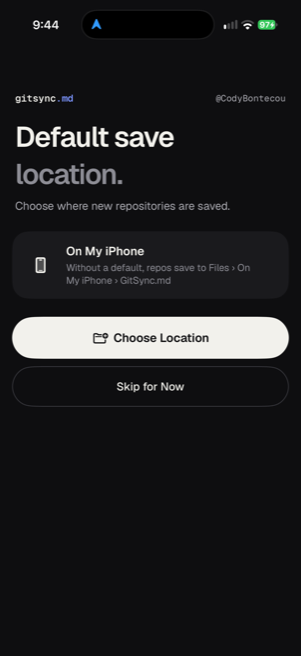 9:44
97
gitsync.md
@CodyBontecou
Default save
location.
Choose where new repositories are saved.
On My iPhone
Without a default, repos save to Files › On
My iPhone › GitSync.md
Choose Location
Skip for Now